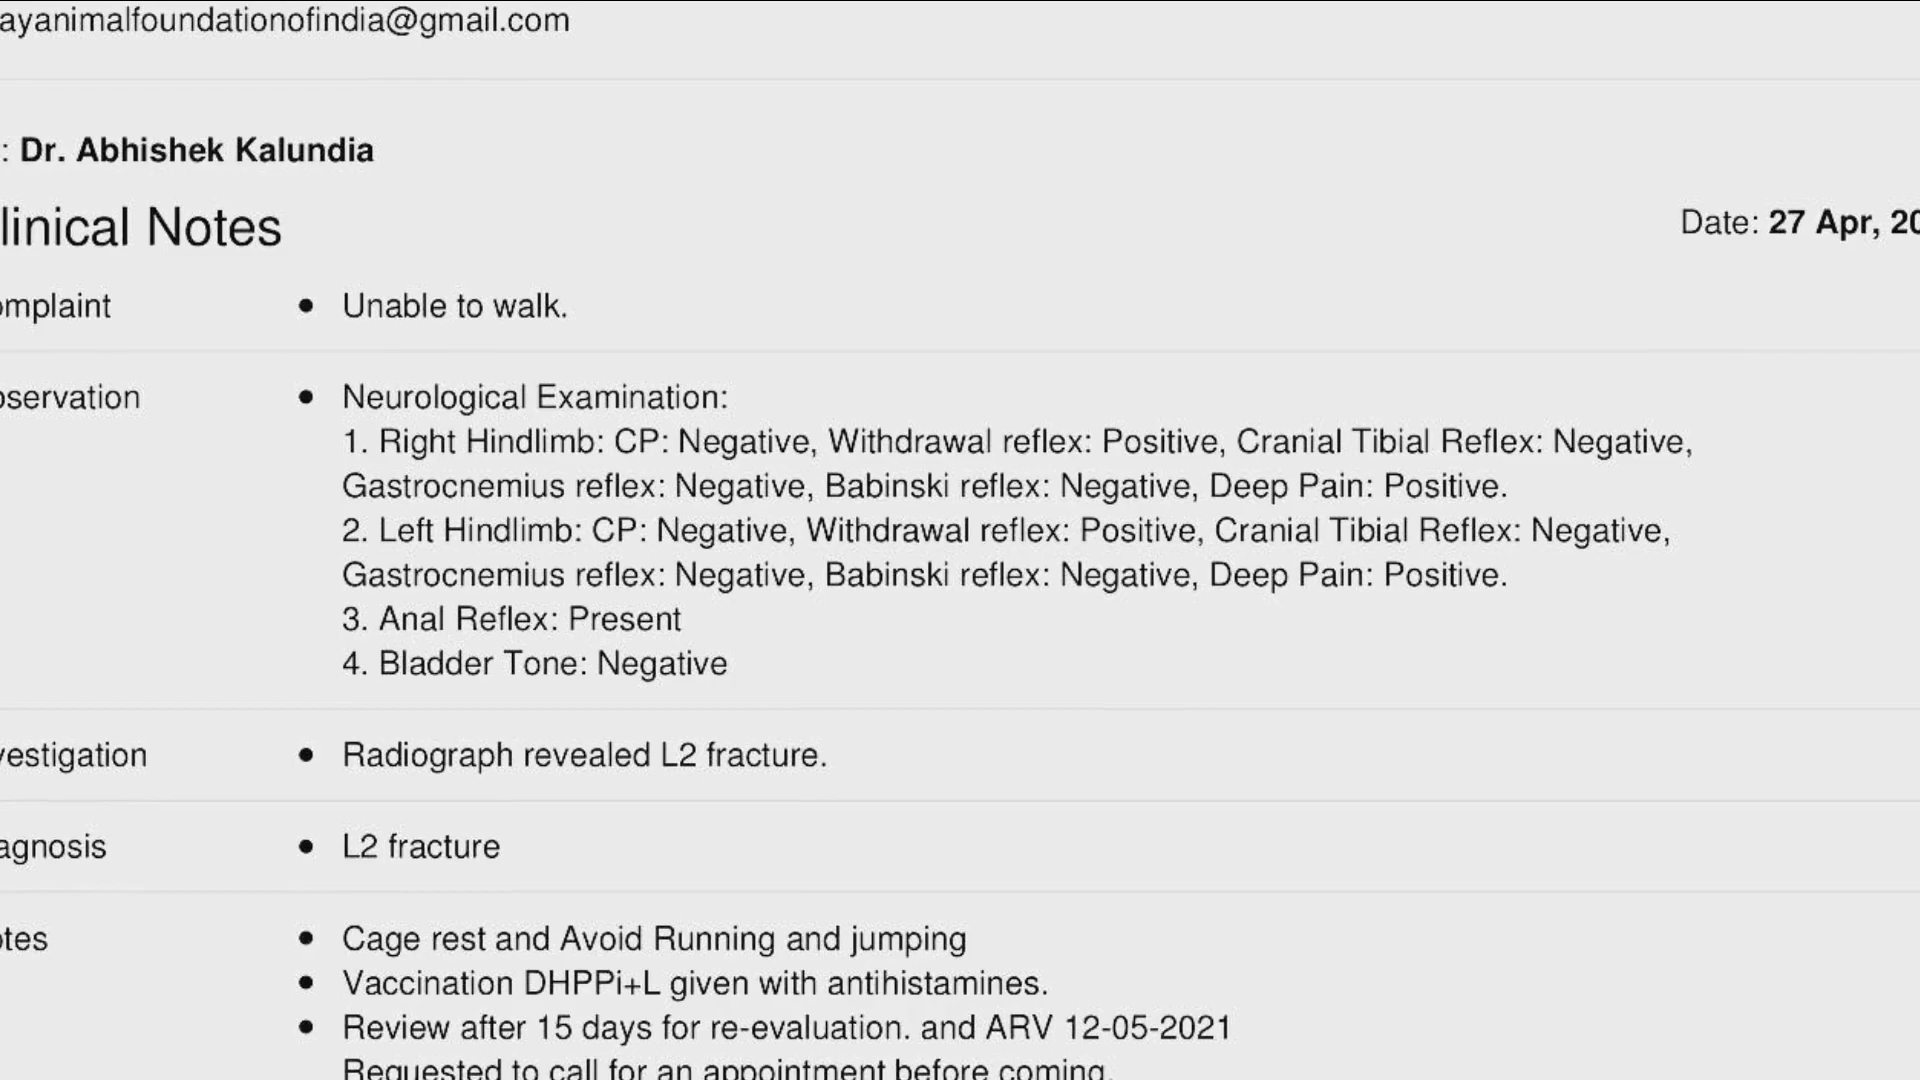 ayanimalfoundationofindia@gmail.com
: Dr. Abhishek Kalundia
linical Notes
Date: 27 Apr, 20
omplaint
• Unable to walk.
bservation
• Neurological Examination:
1. Right Hindlimb: CP: Negative, Withdrawal reflex: Positive, Cranial Tibial Reflex: Negative,
Gastrocnemius reflex: Negative, Babinski reflex: Negative, Deep Pain: Positive.
2. Left Hindlimb: CP: Negative, Withdrawal reflex: Positive, Cranial Tibial Reflex: Negative,
Gastrocnemius reflex: Negative, Babinski reflex: Negative, Deep Pain: Positive.
3. Anal Reflex: Present
4. Bladder Tone: Negative
vestigation
• Radiograph revealed L2 fracture.
agnosis
• L2 fracture
otes
• Cage rest and Avoid Running and jumping
• Vaccination DHPPi+L given with antihistamines.
• Review after 15 days for re-evaluation. and ARV 12-05-2021
Requested to call for an appointment before coming.